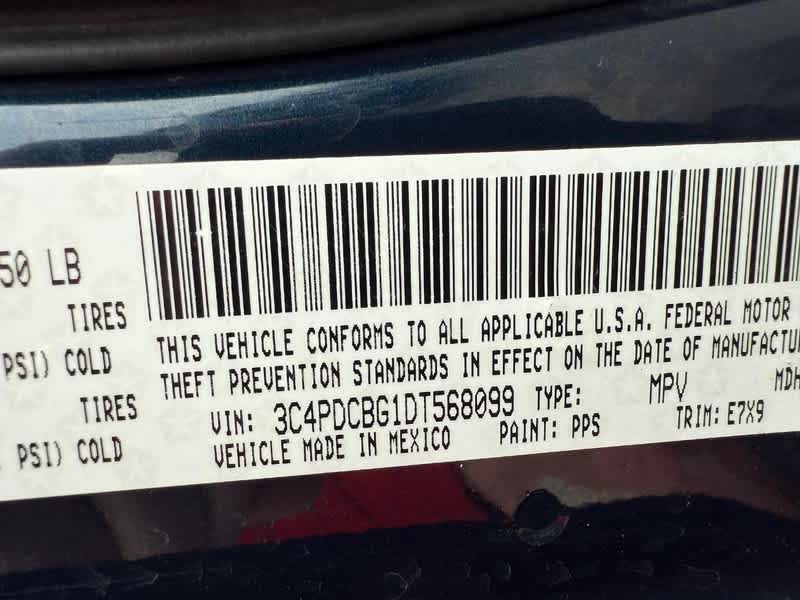 50 LB
TIRES
PSI) COLD
TIRES
PSI) COLD
THIS VEHICLE CONFORMS TO ALL APPLICABLE U.S.A. FEDERAL MOTOR
THEFT PREVENTION STANDARDS IN EFFECT ON THE DATE OF MANUFACTU
VIN: 3C4PDCBG1DT568099 TYPE: MPV MDH
VEHICLE MADE IN MEXICO PAINT: PPS TRIM: E7X9